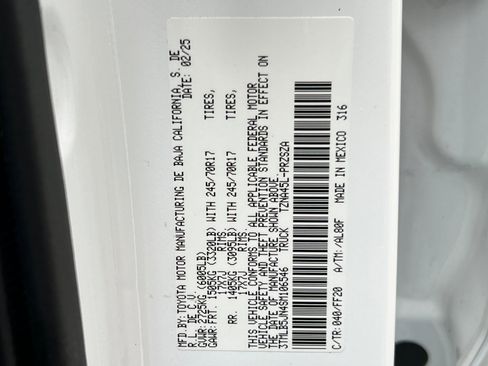 MFD.BY:TOYOTA MOTOR MANUFACTURING DE BAJA CALIFORNIA, S. DE
R.L. DE C.V. DATE: 02/25
GVWR:2725KG (6005LB)
GAWR:FRT. 1505KG (3320LB) WITH 245/70R17 TIRES,
17X7J RIMS,
RR. 1405KG (3095LB) WITH 245/70R17 TIRES,
17X7J RIMS.
THIS VEHICLE CONFORMS TO ALL APPLICABLE FEDERAL MOTOR
VEHICLE SAFETY AND THEFT PREVENTION STANDARDS IN EFFECT ON
THE DATE OF MANUFACTURE SHOWN ABOVE.
3TMLB5JN4SM106546 TRUCK TZNA45L-PRZSZA
C/TR:040/FF20 A/TM:/AL80F MADE IN MEXICO 316